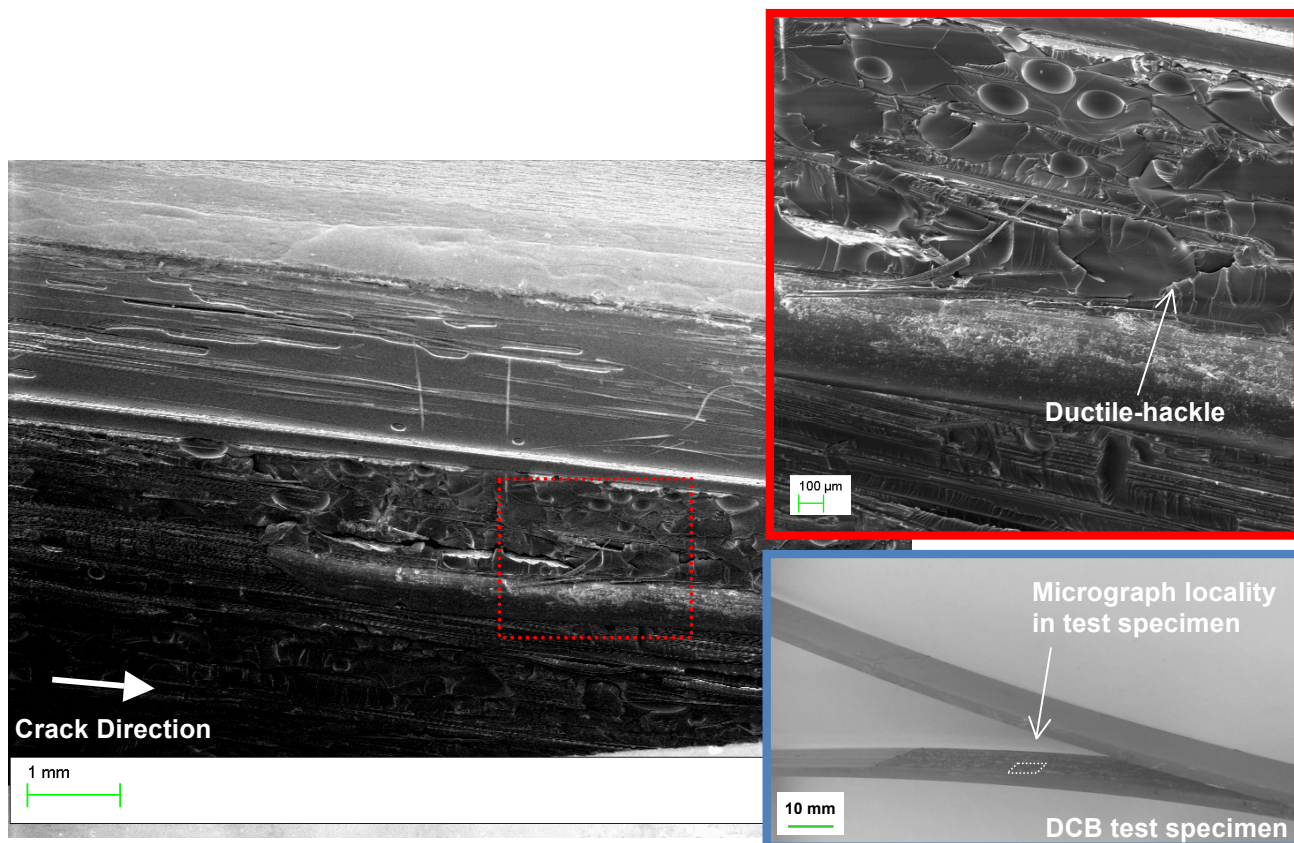 Ductile-hackle
100 µm
Micrograph locality
in test specimen
Crack Direction
1 mm
10 mm
DCB test specimen